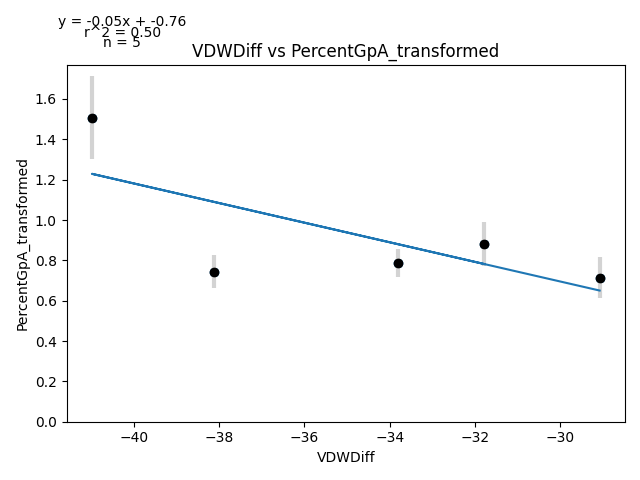 y = -0.05x + -0.76
r^2 = 0.50
n = 5
VDWDiff vs PercentGpA_transformed
1.6
1.4
1.2
1.0
0.8
0.6
0.4
0.2
0.0
PercentGpA_transformed
−40
−38
−36
−34
−32
−30
VDWDiff